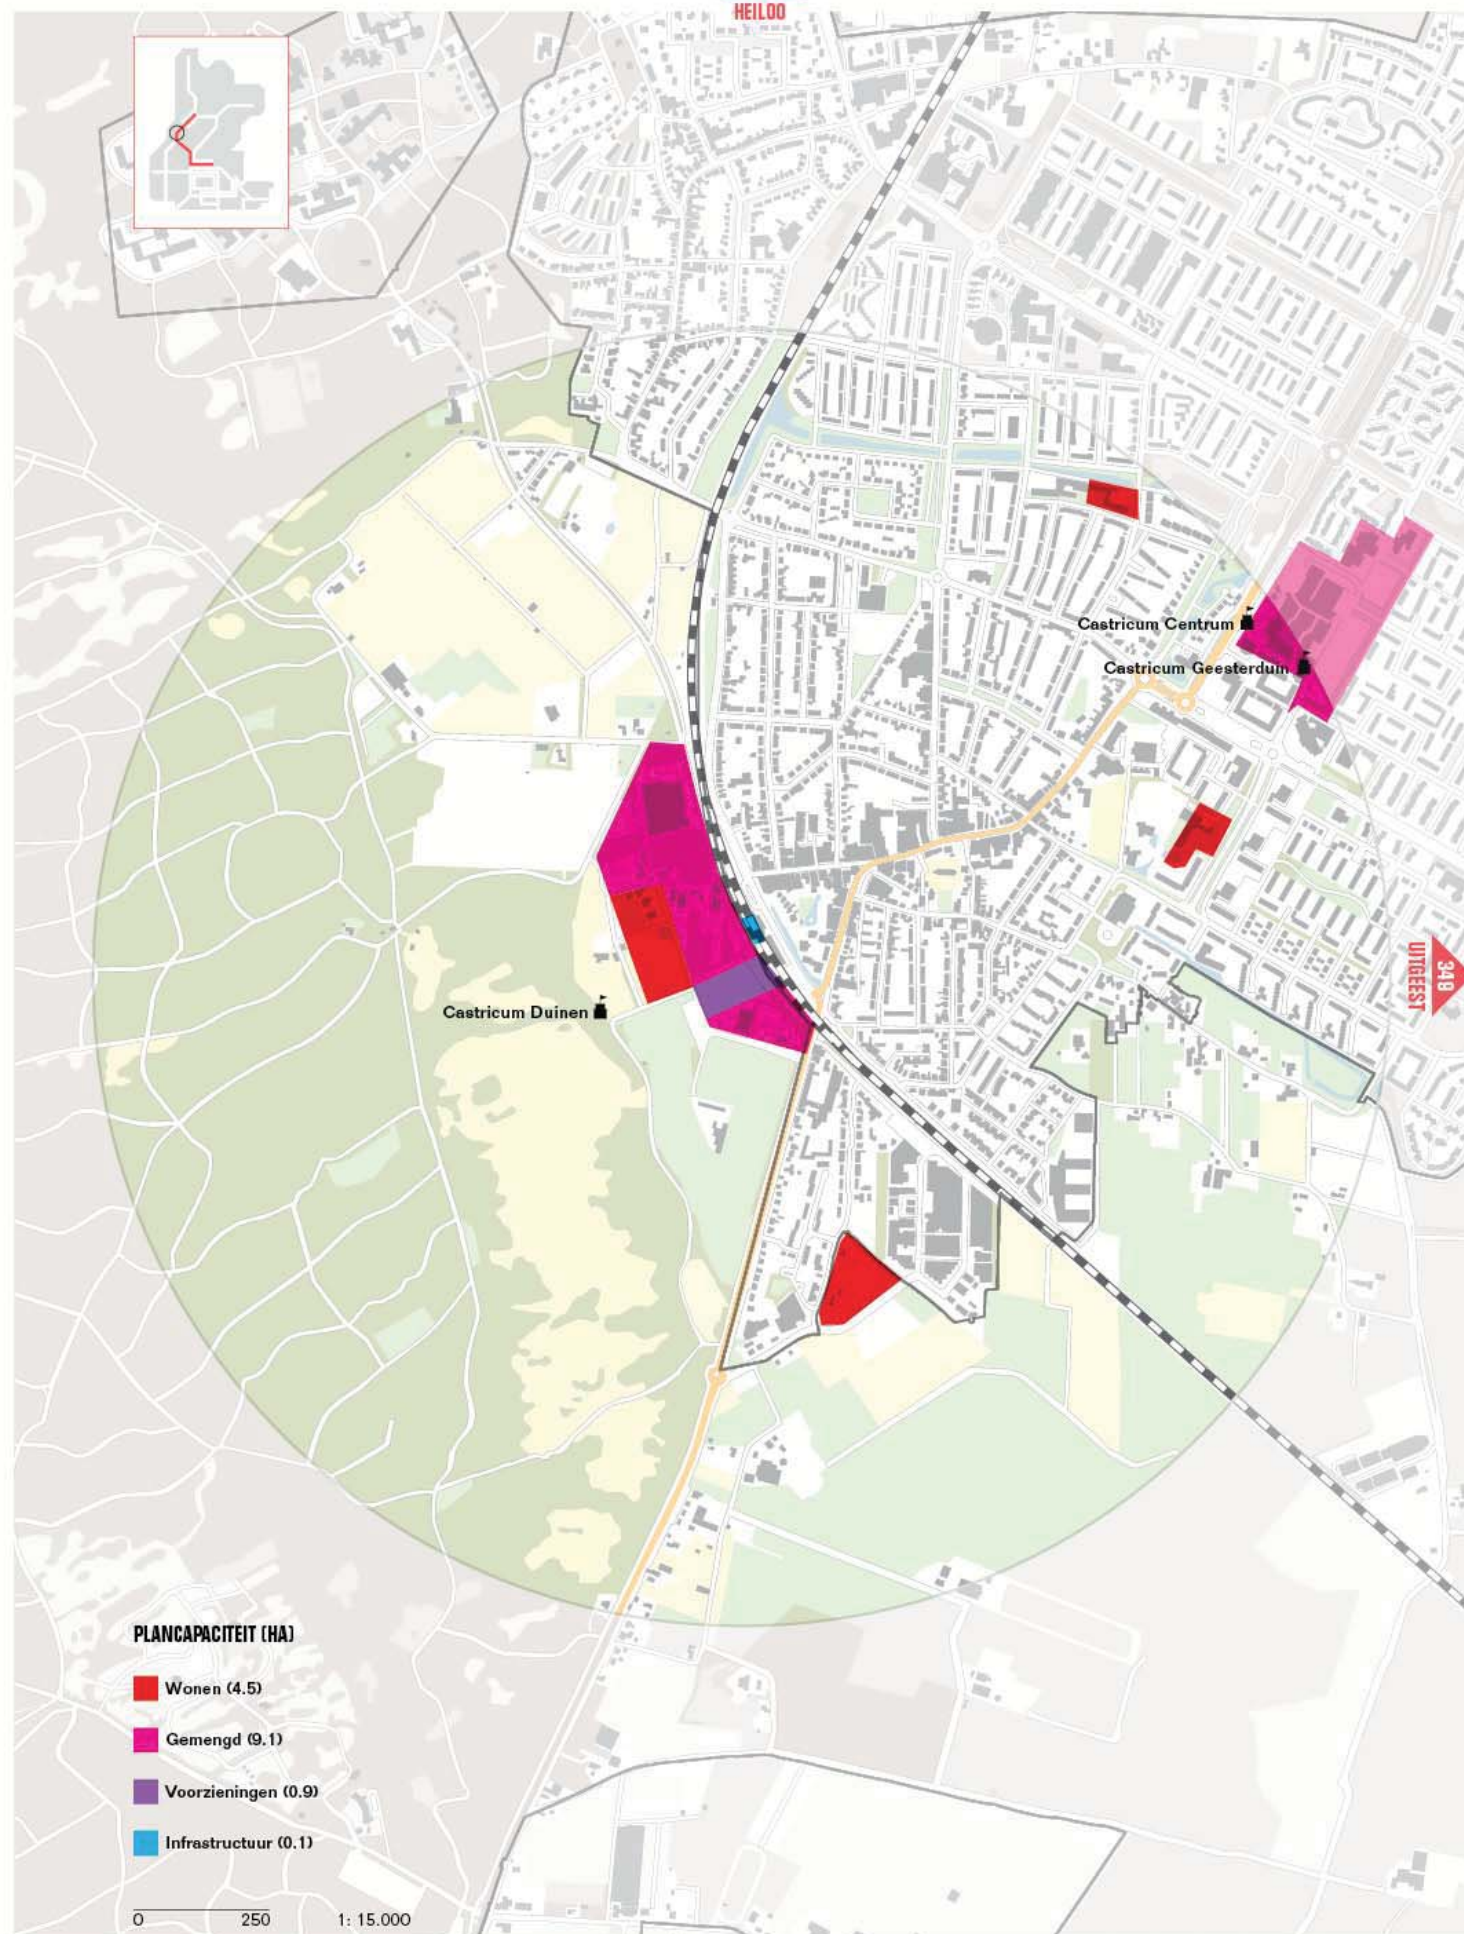 HEILOO
Castricum Centrum
Castricum Geesterduin
348
UITGEEST
Castricum Duinen
PLANCAPACITEIT (HA)
Wonen (4.5)
Gemengd (9.1)
Voorzieningen (0.9)
Infrastructuur (0.1)
0 250 1: 15.000